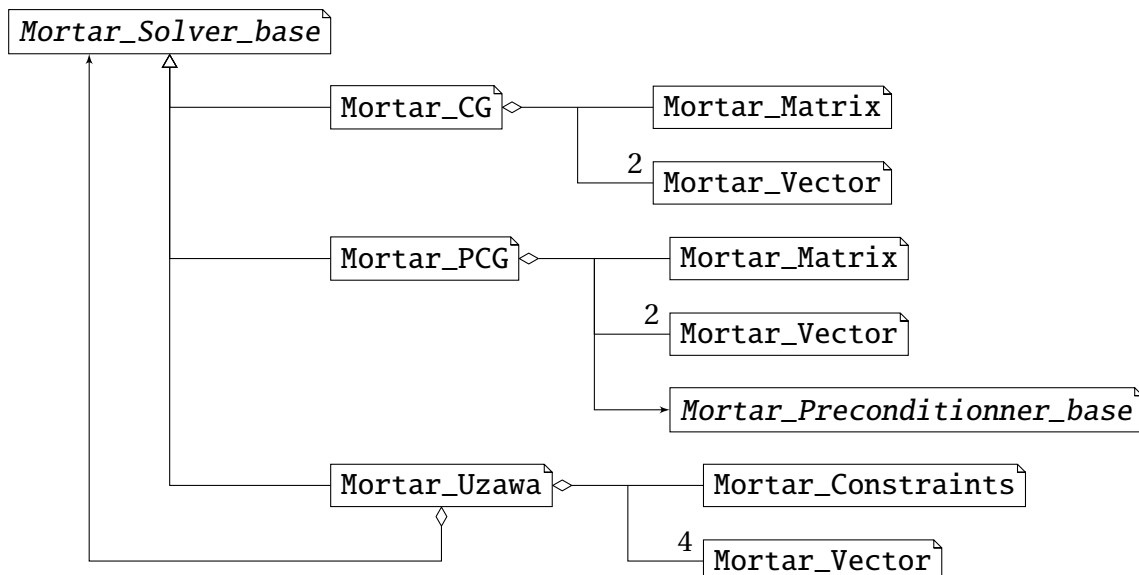 Mortar_Solver_base
Mortar_CG
Mortar_Matrix
2
Mortar_Vector
Mortar_PCG
Mortar_Matrix
2
Mortar_Vector
Mortar_Preconditionner_base
Mortar_Uzawa
Mortar_Constraints
4
Mortar_Vector